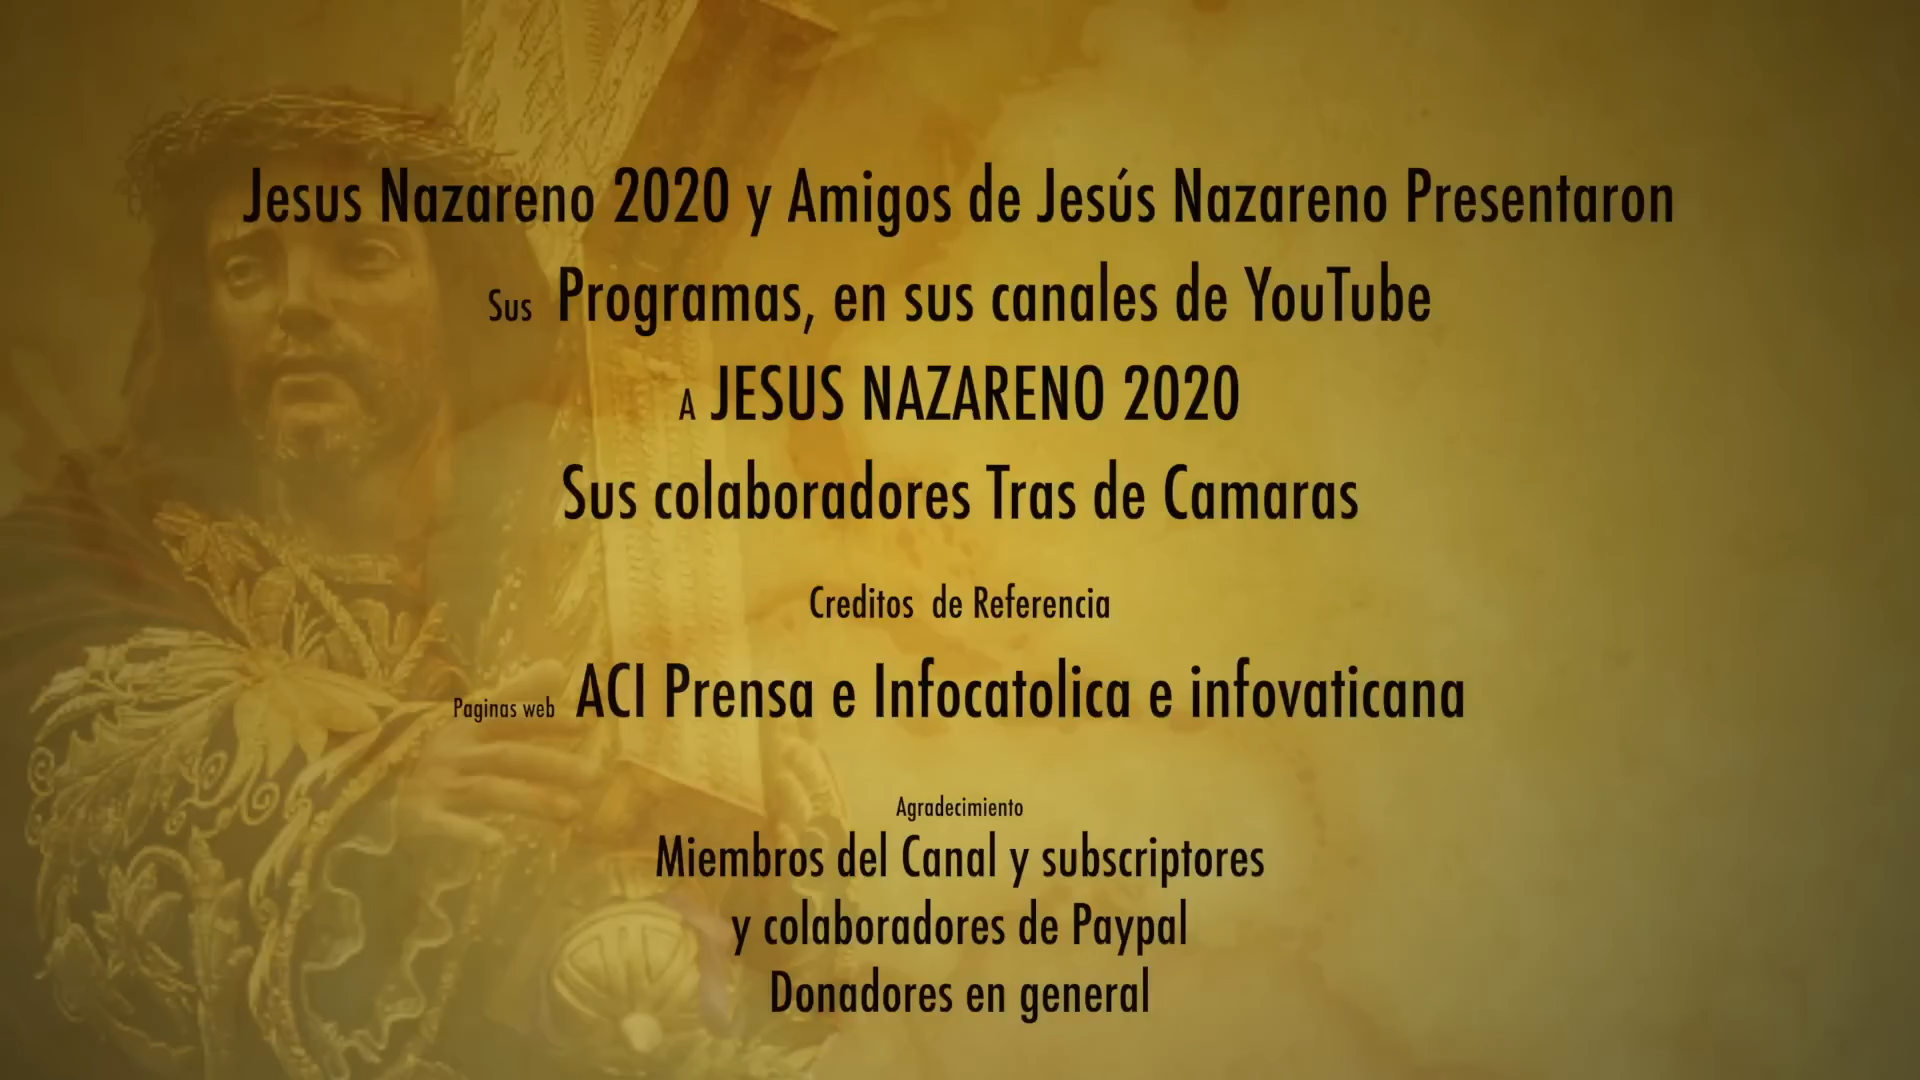 Jesus Nazareno 2020 y Amigos de Jesús Nazareno Presentaron
Sus Programas, en sus canales de YouTube
A JESUS NAZARENO 2020
Sus colaboradores Tras de Camaras
Creditos de Referencia
Paginas web ACI Prensa e Infocatolica e infovaticana
Agradecimiento
Miembros del Canal y subscriptores
y colaboradores de Paypal
Donadores en general